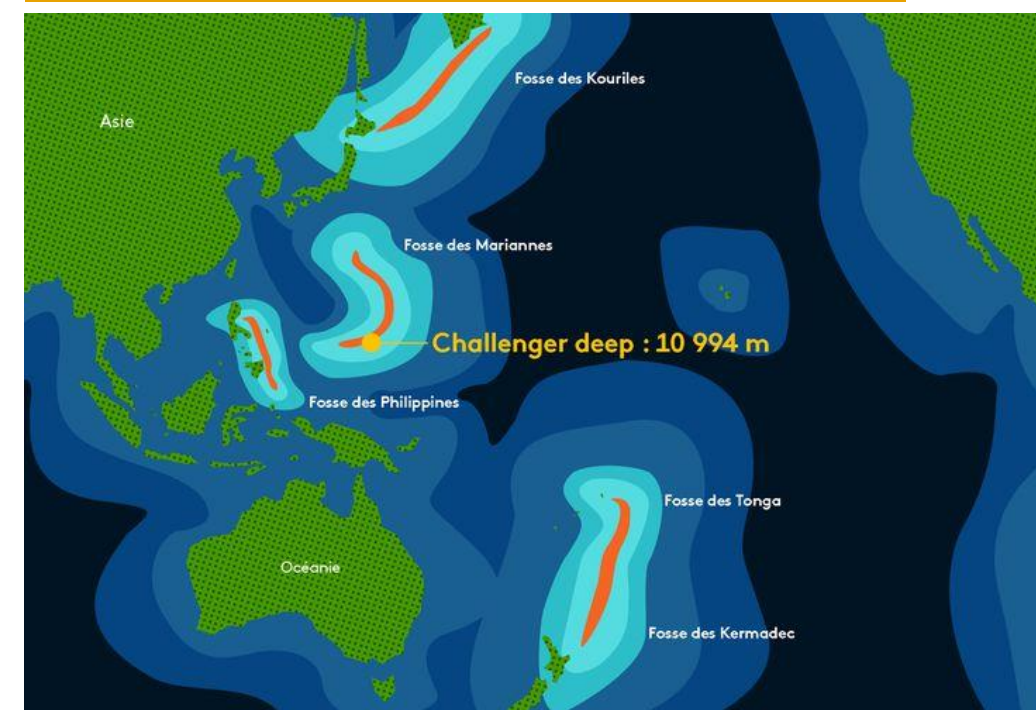 Fosse des Kouriles
Asie
Fosse des Mariannes
Challenger deep : 10 994 m
Fosse des Philippines
Fosse des Tonga
Océanie
Fosse des Kermadec